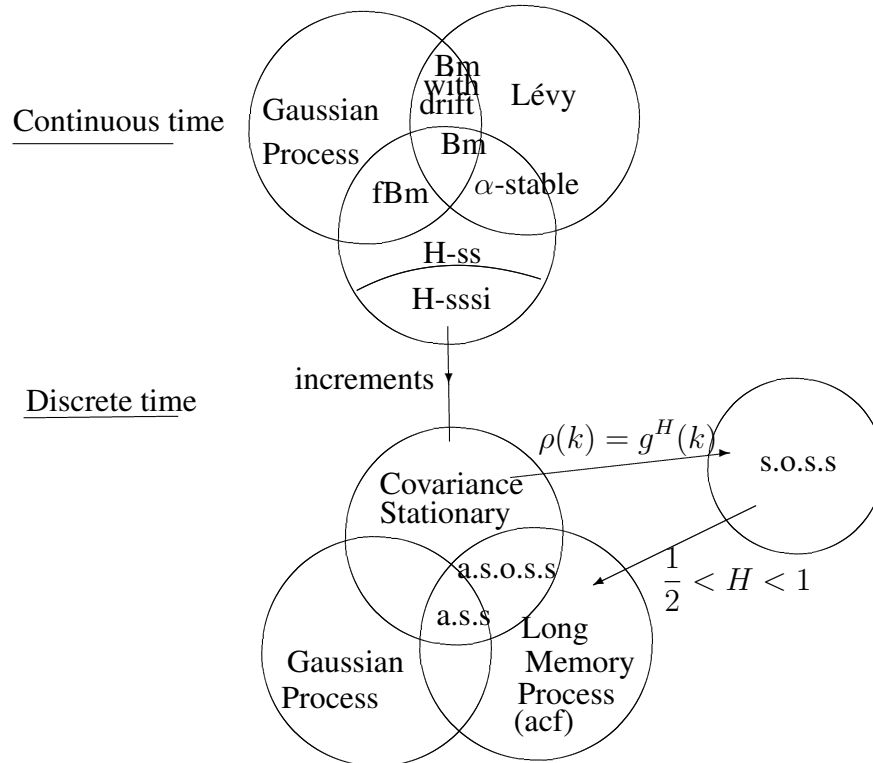 Bm
with
drift
Lévy
Gaussian
Process
Continuous time
Bm
fBm
α-stable
H-ss
H-sssi
increments
Discrete time
ρ(k) = g^H(k)
s.o.s.s
Covariance
Stationary
a.s.o.s.s
1/2 < H < 1
a.s.s
Long
Memory
Process
(acf)
Gaussian
Process